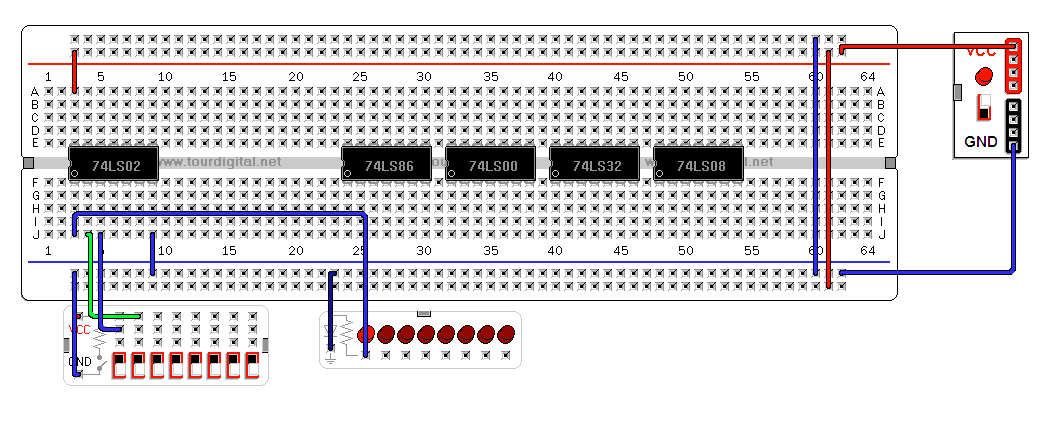 VCC
1 5 10 15 20 25 30 35 40 45 50 55 60 64
A
B
C
D
E
GND
74LS02 www.tourdigital.net 74LS86 74LS00 74LS32 74LS08 l.net
F
G
H
I
J
1 10 15 20 25 30 35 40 45 50 55 60 64
VCC
GND